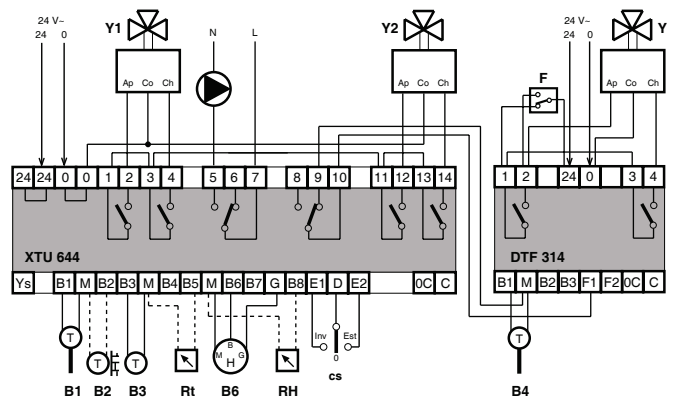 24 V~ Y1 N L Y2 24 V~ Y
24 0 24 0
F
Ap Co Ch Ap Co Ch Ap Co Ch
24 24 0 0 1 2 3 4 5 6 7 8 9 10 11 12 13 14 1 2 24 0 3 4
XTU 644 DTF 314
Ys B1 M B2 B3 M B4 B5 M B6 B7 G B8 E1 D E2 0C C B1 M B2 B3 F1 F2 0C C
T T T M B G H Inv 0 Est T
cs
B1 B2 B3 Rt B6 RH B4